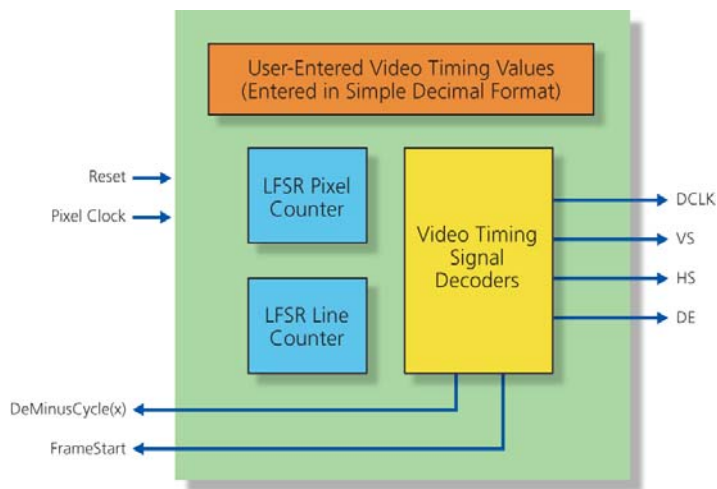 User-Entered Video Timing Values
(Entered in Simple Decimal Format)
Reset
Pixel Clock
LFSR Pixel
Counter
LFSR Line
Counter
Video Timing
Signal
Decoders
DCLK
VS
HS
DE
DeMinusCycle(x)
FrameStart